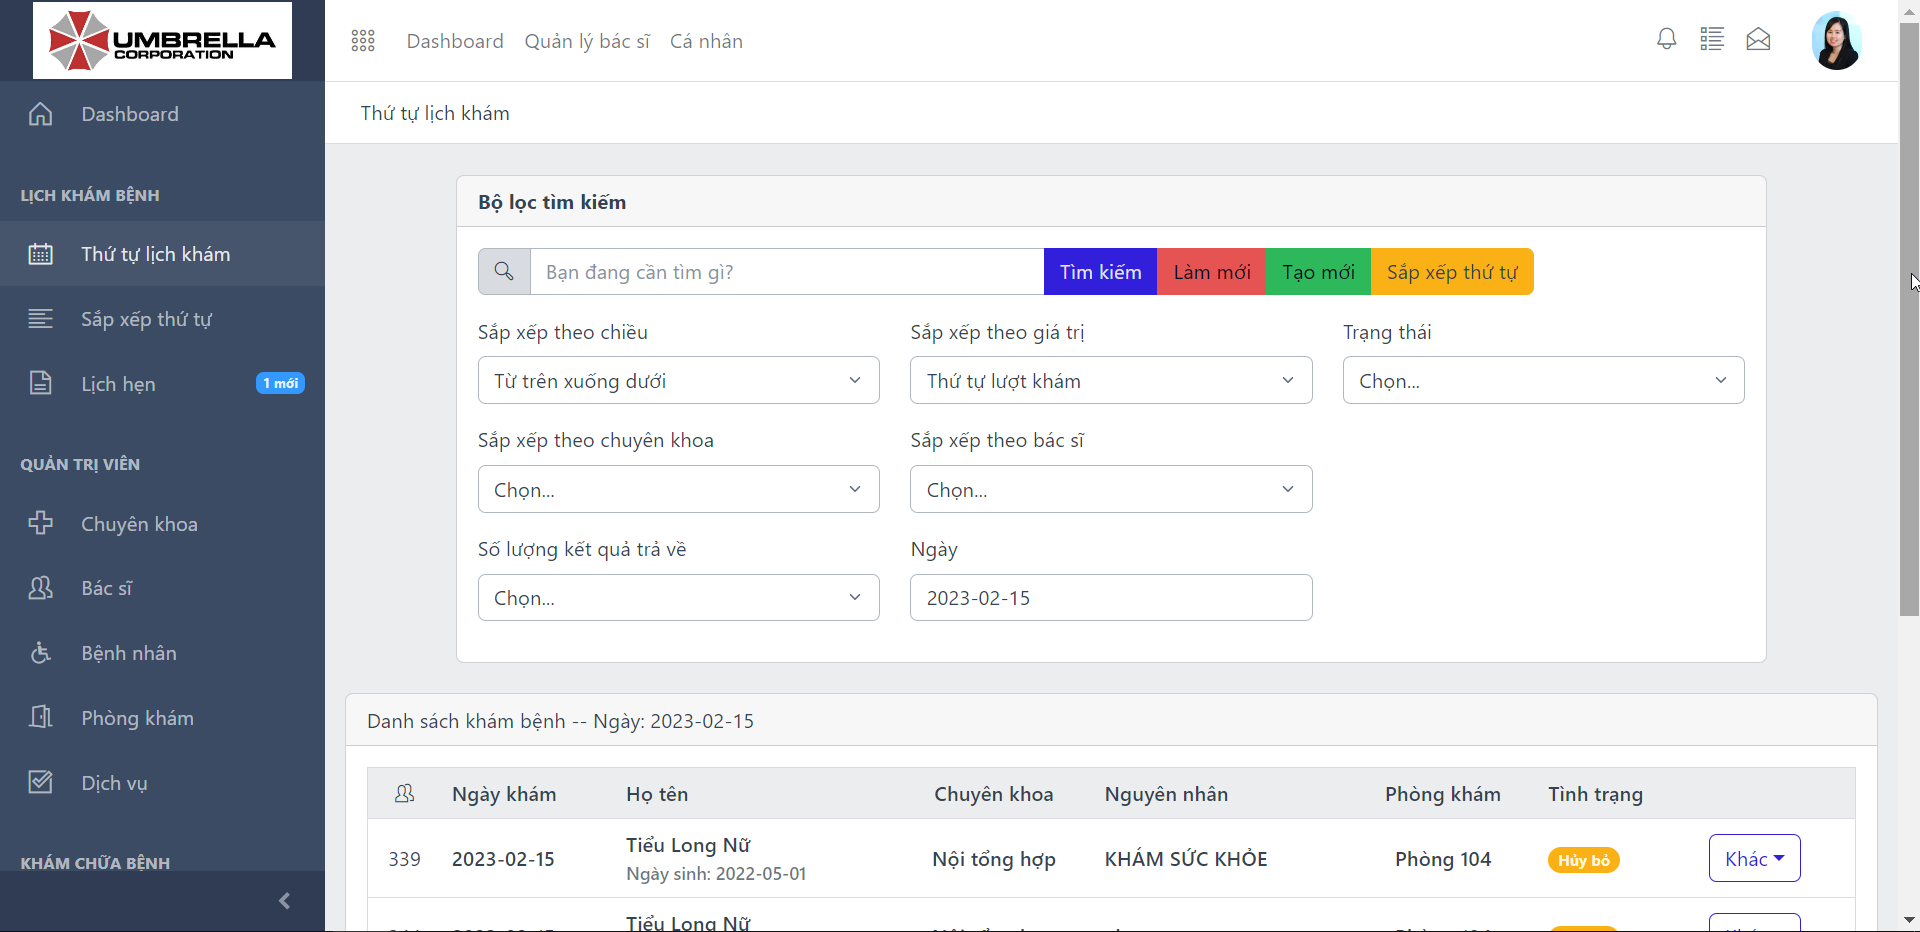 UMBRELLA
CORPORATION
Dashboard
Quản lý bác sĩ
Cá nhân
Dashboard
LỊCH KHÁM BỆNH
Thứ tự lịch khám
Sắp xếp thứ tự
Lịch hẹn
1 mới
QUẢN TRỊ VIÊN
Chuyên khoa
Bác sĩ
Bệnh nhân
Phòng khám
Dịch vụ
KHÁM CHỮA BỆNH
Thứ tự lịch khám
Bộ lọc tìm kiếm
Bạn đang cần tìm gì?
Tìm kiếm
Làm mới
Tạo mới
Sắp xếp thứ tự
Sắp xếp theo chiều
Sắp xếp theo giá trị
Trạng thái
Từ trên xuống dưới
Thứ tự lượt khám
Chọn...
Sắp xếp theo chuyên khoa
Sắp xếp theo bác sĩ
Chọn...
Chọn...
Số lượng kết quả trả về
Ngày
Chọn...
2023-02-15
Danh sách khám bệnh -- Ngày: 2023-02-15
Ngày khám
Họ tên
Chuyên khoa
Nguyên nhân
Phòng khám
Tình trạng
339
2023-02-15
Tiểu Long Nữ
Ngày sinh: 2022-05-01
Nội tổng hợp
KHÁM SỨC KHỎE
Phòng 104
Hủy bỏ
Khác
Tiểu Long Nữ